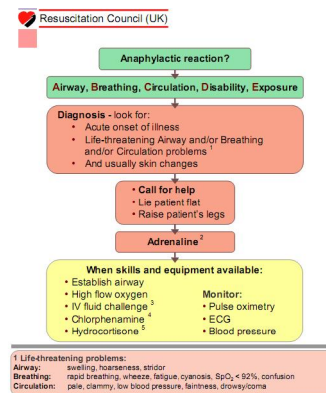 Resuscitation Council (UK)
Anaphylactic reaction?
Airway, Breathing, Circulation, Disability, Exposure
Diagnosis - look for:
• Acute onset of illness
• Life-threatening Airway and/or Breathing
and/or Circulation problems 1
• And usually skin changes
• Call for help
• Lie patient flat
• Raise patient's legs
Adrenaline 2
When skills and equipment available:
• Establish airway
• High flow oxygen
• IV fluid challenge 3
• Chlorphenamine 4
• Hydrocortisone 5
Monitor:
• Pulse oximetry
• ECG
• Blood pressure
1 Life-threatening problems:
Airway: swelling, hoarseness, stridor
Breathing: rapid breathing, wheeze, fatigue, cyanosis, SpO2 < 92%, confusion
Circulation: pale, clammy, low blood pressure, faintness, drowsy/coma